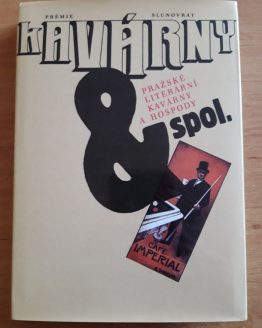 PRÉMIE SLUNOVRAT
KAVÁRNY
&
spol.
PRAŽSKÉ
LITERÁRNÍ
KAVÁRNY
A HOSPODY
CAFÉ
IMPERIAL